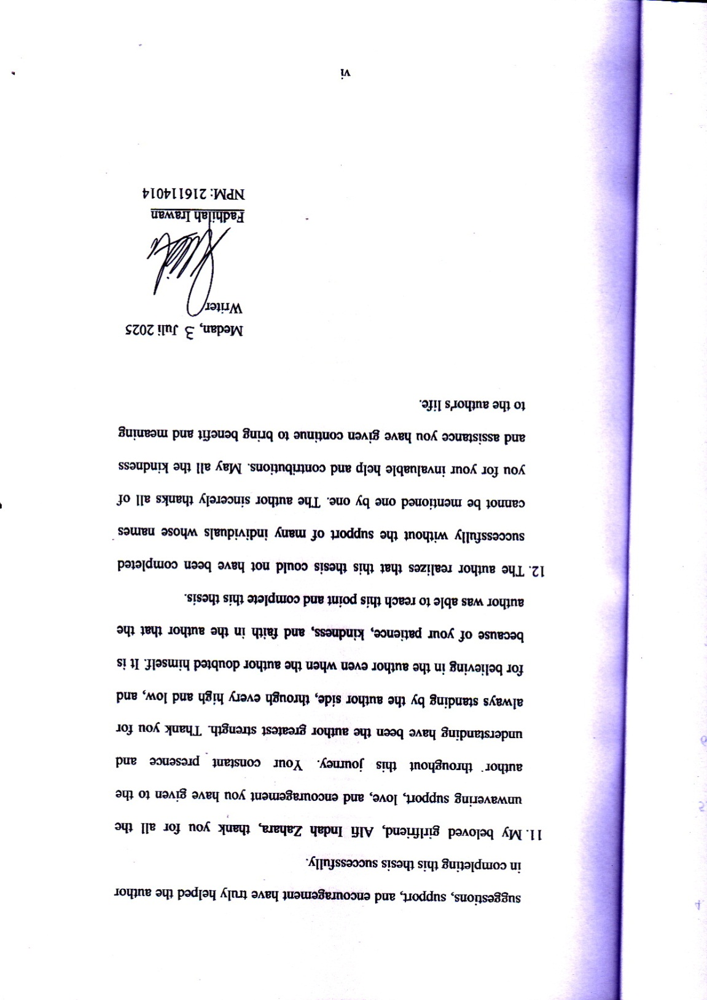 suggestions, support, and encouragement have truly helped the author
in completing this thesis successfully.
11. My beloved girlfriend, Alfi Indah Zahara, thank you for all the
unwavering support, love, and encouragement you have given to the
author throughout this journey. Your constant presence and
understanding have been the author greatest strength. Thank you for
always standing by the author side, through every high and low, and
for believing in the author even when the author doubted himself. It is
because of your patience, kindness, and faith in the author that the
author was able to reach this point and complete this thesis.
12. The author realizes that this thesis could not have been completed
successfully without the support of many individuals whose names
cannot be mentioned one by one. The author sincerely thanks all of
you for your invaluable help and contributions. May all the kindness
and assistance you have given continue to bring benefit and meaning
to the author's life.
Medan, 3 Juli 2025
Writer
Fadhilah Irawan
NPM: 216114014
vi